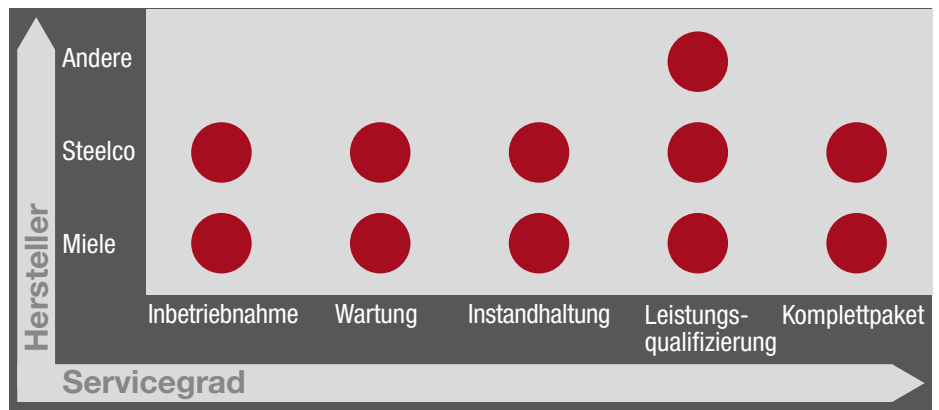 Hersteller
Andere
Steelco
Miele
Inbetriebnahme
Wartung
Instandhaltung
Leistungs-
qualifizierung
Komplettpaket
Servicegrad